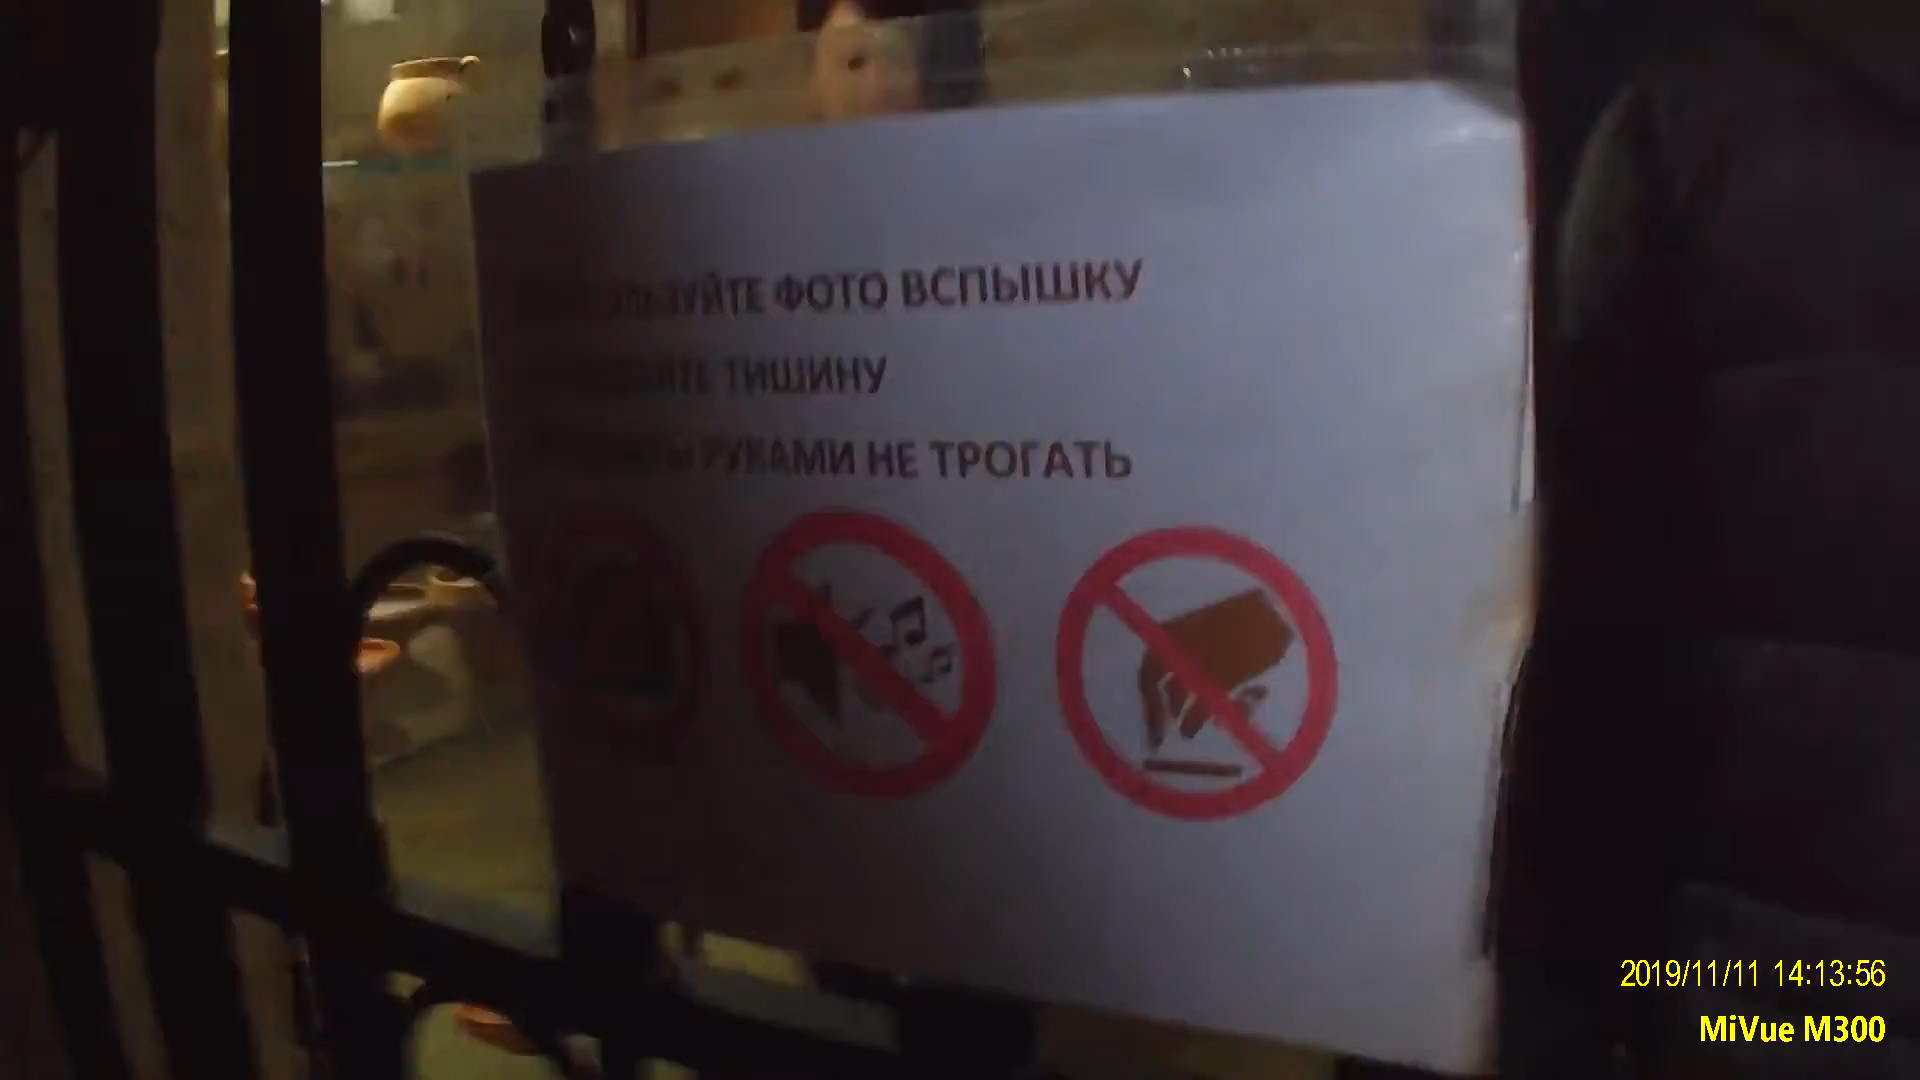 ФОТО ВСПЫШКУ
ТИШИНУ
РУКАМИ НЕ ТРОГАТЬ
2019/11/11 14:13:56
MiVue M300